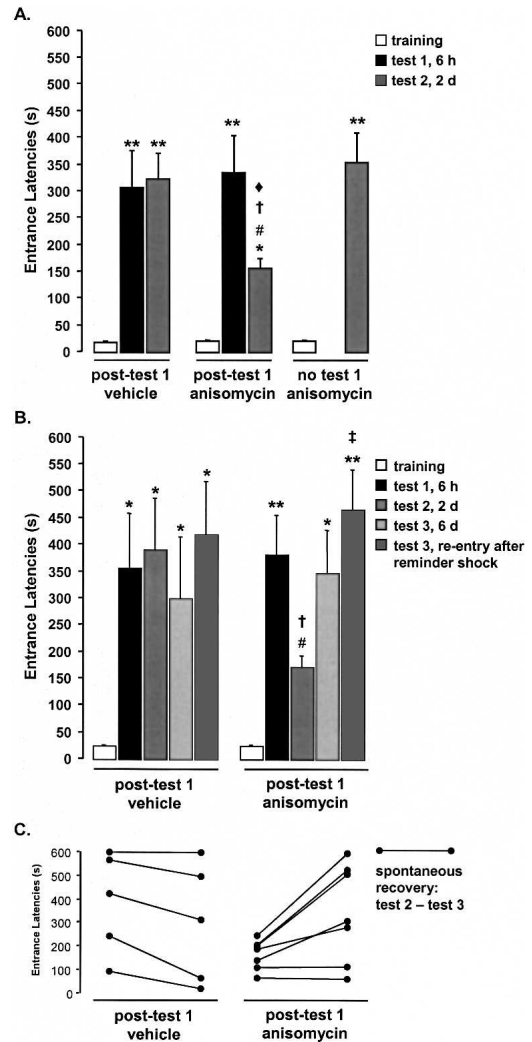 A.
600
550
500
450
400
350
300
250
200
150
100
50
0
Entrance Latencies (s)
training
test 1, 6 h
test 2, 2 d
** **
**
♦
†
#
*
**
post-test 1
vehicle
post-test 1
anisomycin
no test 1
anisomycin
B.
600
550
500
450
400
350
300
250
200
150
100
50
0
Entrance Latencies (s)
training
test 1, 6 h
test 2, 2 d
test 3, 6 d
test 3, re-entry after
reminder shock
* * * *
**
†
#
*
‡
**
post-test 1
vehicle
post-test 1
anisomycin
C.
600
500
400
300
200
100
0
Entrance Latencies (s)
spontaneous
recovery:
test 2 – test 3
post-test 1
vehicle
post-test 1
anisomycin